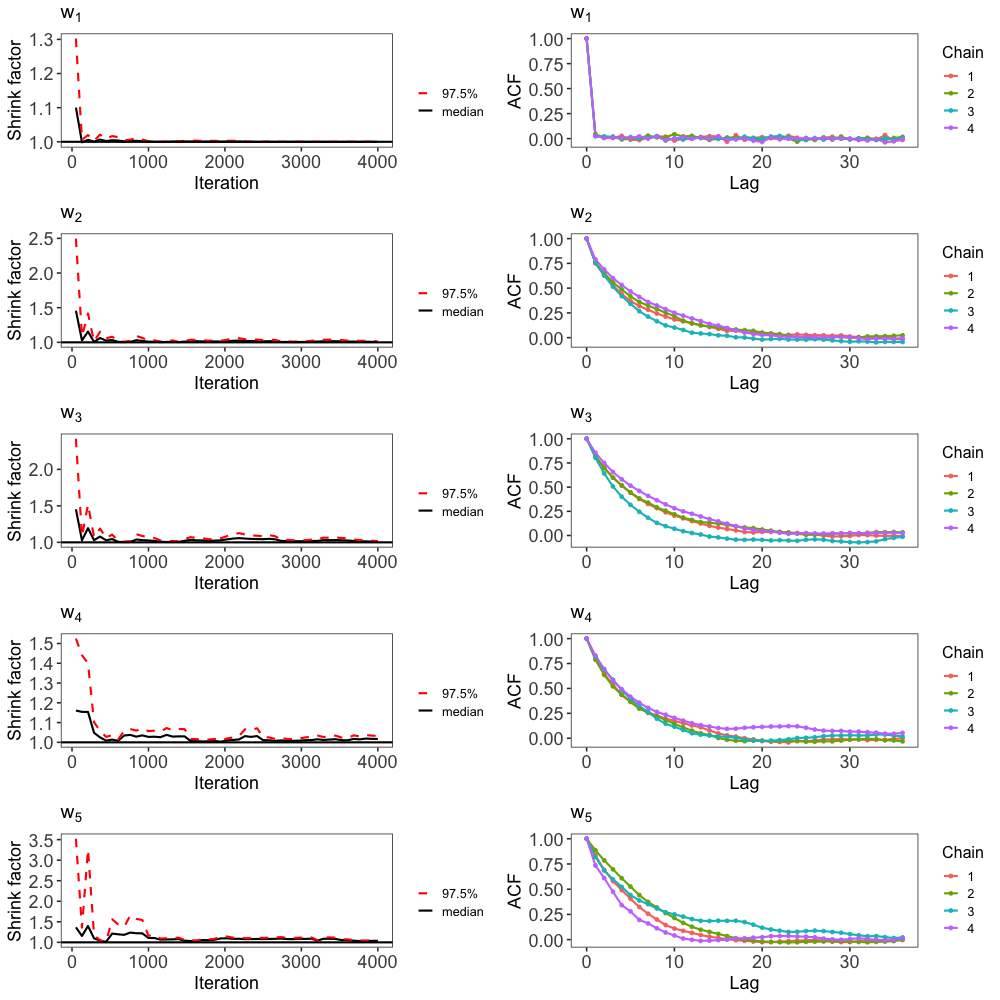 w1
1.3
1.2
1.1
1.0
0 1000 2000 3000 4000
Shrink factor
Iteration
97.5%
median
w1
1.00
0.75
0.50
0.25
0.00
0 10 20 30
ACF
Lag
Chain
1
2
3
4
w2
2.5
2.0
1.5
1.0
0 1000 2000 3000 4000
Shrink factor
Iteration
97.5%
median
w2
1.00
0.75
0.50
0.25
0.00
0 10 20 30
ACF
Lag
Chain
1
2
3
4
w3
2.0
1.5
1.0
0 1000 2000 3000 4000
Shrink factor
Iteration
97.5%
median
w3
1.00
0.75
0.50
0.25
0.00
0 10 20 30
ACF
Lag
Chain
1
2
3
4
w4
1.5
1.4
1.3
1.2
1.1
1.0
0 1000 2000 3000 4000
Shrink factor
Iteration
97.5%
median
w4
1.00
0.75
0.50
0.25
0.00
0 10 20 30
ACF
Lag
Chain
1
2
3
4
w5
3.5
3.0
2.5
2.0
1.5
1.0
0 1000 2000 3000 4000
Shrink factor
Iteration
97.5%
median
w5
1.00
0.75
0.50
0.25
0.00
0 10 20 30
ACF
Lag
Chain
1
2
3
4